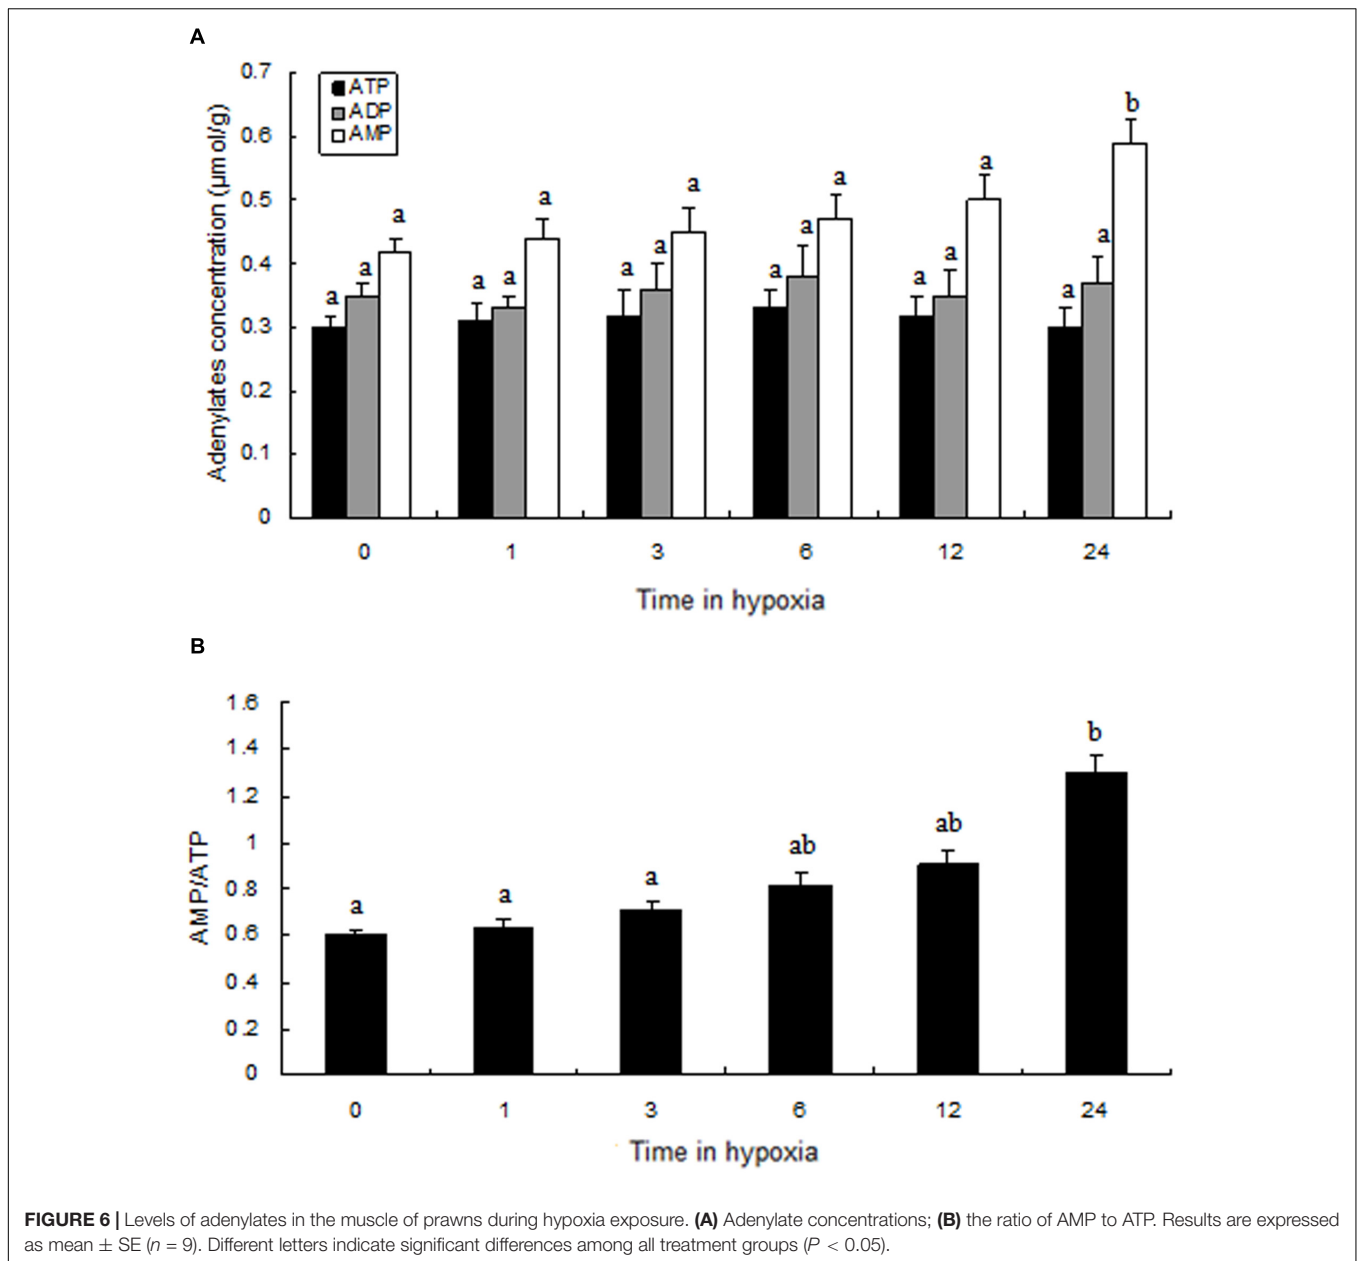 A
0.7
0.6
0.5
0.4
0.3
0.2
0.1
0
Adenylates concentration (µmol/g)
ATP
ADP
AMP
a a a
a a a
a a a
a a a
a a a
a a b
0 1 3 6 12 24
Time in hypoxia
B
1.6
1.4
1.2
1
0.8
0.6
0.4
0.2
0
AMP/ATP
a a a ab ab b
0 1 3 6 12 24
Time in hypoxia
FIGURE 6 | Levels of adenylates in the muscle of prawns during hypoxia exposure. (A) Adenylate concentrations; (B) the ratio of AMP to ATP. Results are expressed
as mean ± SE (n = 9). Different letters indicate significant differences among all treatment groups (P < 0.05).